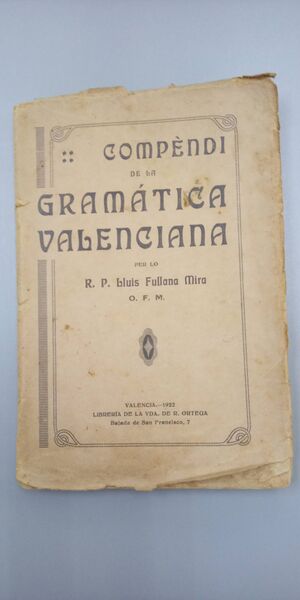 COMPÈNDI
DE LA
GRAMÁTICA
VALENCIANA
PER LO
R. P. Lluis Fullana Mira
O. F. M.
VALENCIA.—1922
LIBRERÍA DE LA VDA. DE R. ORTEGA
Bajada de San Francisco, 7